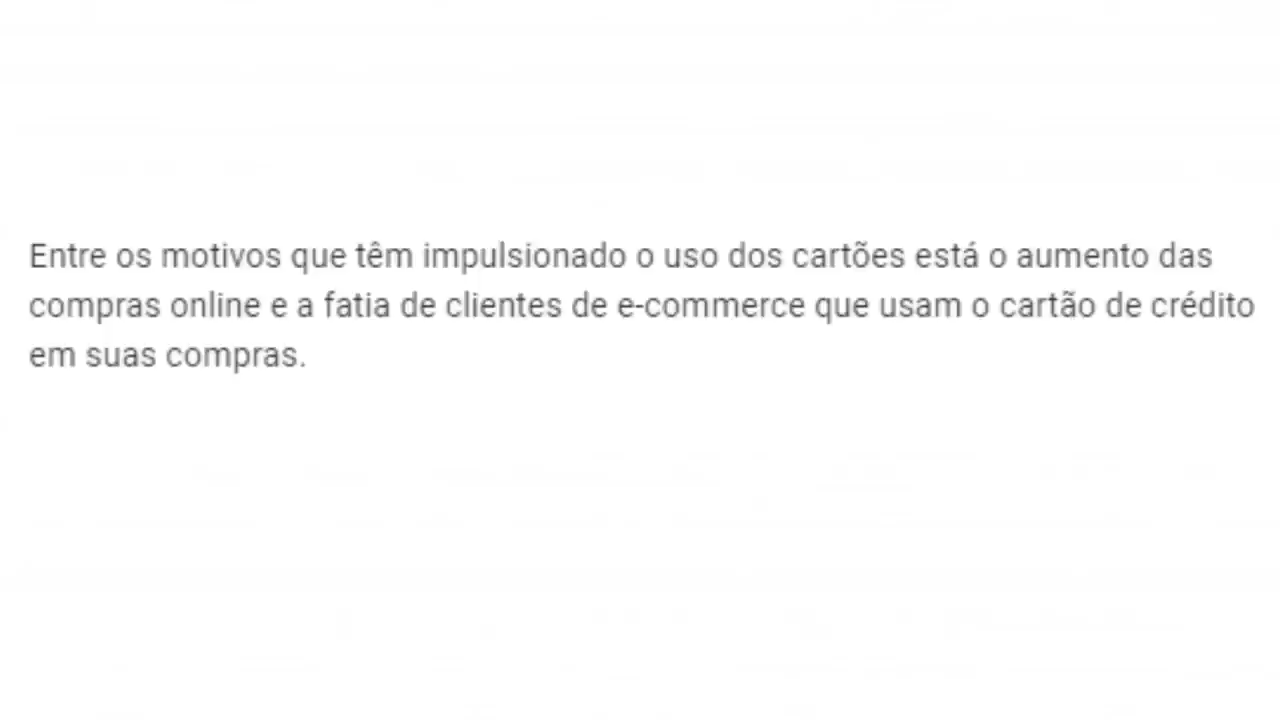 Entre os motivos que têm impulsionado o uso dos cartões está o aumento das
compras online e a fatia de clientes de e-commerce que usam o cartão de crédito
em suas compras.